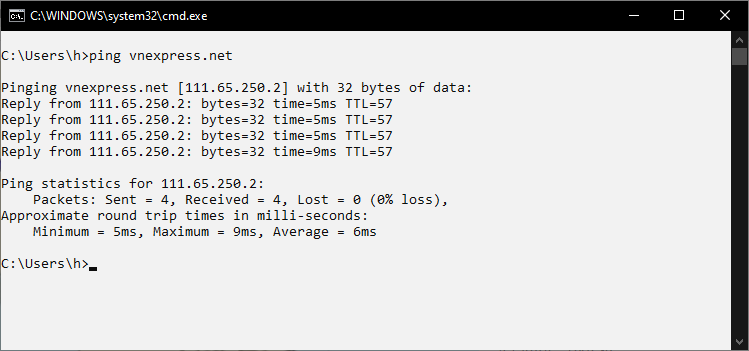 C:\WINDOWS\system32\cmd.exe
C:\Users\h>ping vnexpress.net
Pinging vnexpress.net [111.65.250.2] with 32 bytes of data:
Reply from 111.65.250.2: bytes=32 time=5ms TTL=57
Reply from 111.65.250.2: bytes=32 time=5ms TTL=57
Reply from 111.65.250.2: bytes=32 time=5ms TTL=57
Reply from 111.65.250.2: bytes=32 time=9ms TTL=57
Ping statistics for 111.65.250.2:
    Packets: Sent = 4, Received = 4, Lost = 0 (0% loss),
Approximate round trip times in milli-seconds:
    Minimum = 5ms, Maximum = 9ms, Average = 6ms
C:\Users\h>